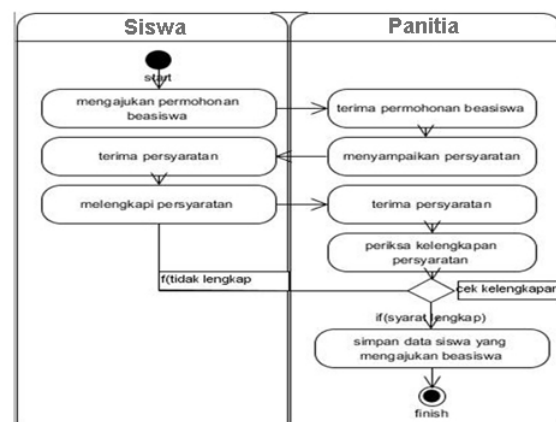 Siswa
Panitia
start
mengajukan permohonan
beasiswa
terima permohonan beasiswa
terima persyaratan
menyampaikan persyaratan
melengkapi persyaratan
terima persyaratan
periksa kelengkapan
persyaratan
f(tidak lengkap
cek kelengkapan
if(syarat lengkap)
simpan data siswa yang
mengajukan beasiswa
finish